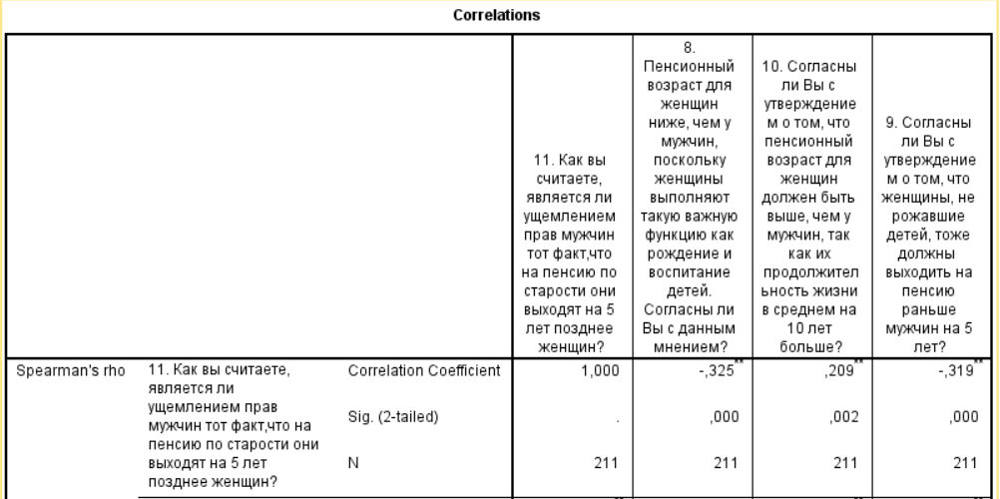 Correlations
11. Как вы
считаете,
является ли
ущемлением
прав мужчин
тот факт,что
на пенсию по
старости они
выходят на 5
лет позднее
женщин?
8.
Пенсионный
возраст для
женщин
ниже, чем у
мужчин,
поскольку
женщины
выполняют
такую важную
функцию как
рождение и
воспитание
детей.
Согласны ли
Вы с данным
мнением?
10. Согласны
ли Вы с
утверждение
м о том, что
пенсионный
возраст для
женщин
должен быть
выше, чем у
мужчин, так
как их
продолжител
ьность жизни
в среднем на
10 лет
больше?
9. Согласны
ли Вы с
утверждение
м о том, что
женщины, не
рожавшие
детей, тоже
должны
выходить на
пенсию
раньше
мужчин на 5
лет?
Spearman's rho
11. Как вы считаете,
является ли
ущемлением прав
мужчин тот факт,что на
пенсию по старости они
выходят на 5 лет
позднее женщин?
Correlation Coefficient 1,000 -,325** ,209** -,319**
Sig. (2-tailed) . ,000 ,002 ,000
N 211 211 211 211